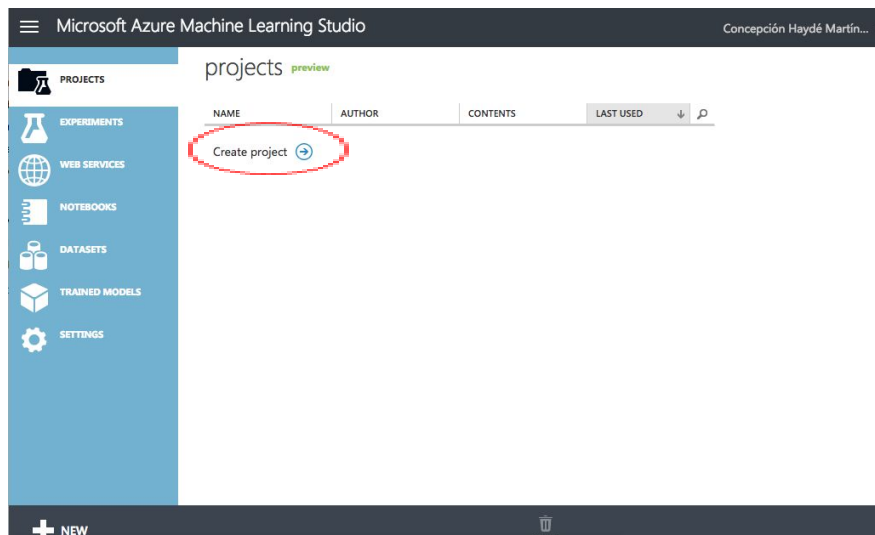 Microsoft Azure Machine Learning Studio
Concepción Haydé Martín...
PROJECTS
EXPERIMENTS
WEB SERVICES
NOTEBOOKS
DATASETS
TRAINED MODELS
SETTINGS
projects preview
NAME AUTHOR CONTENTS LAST USED
Create project
NEW